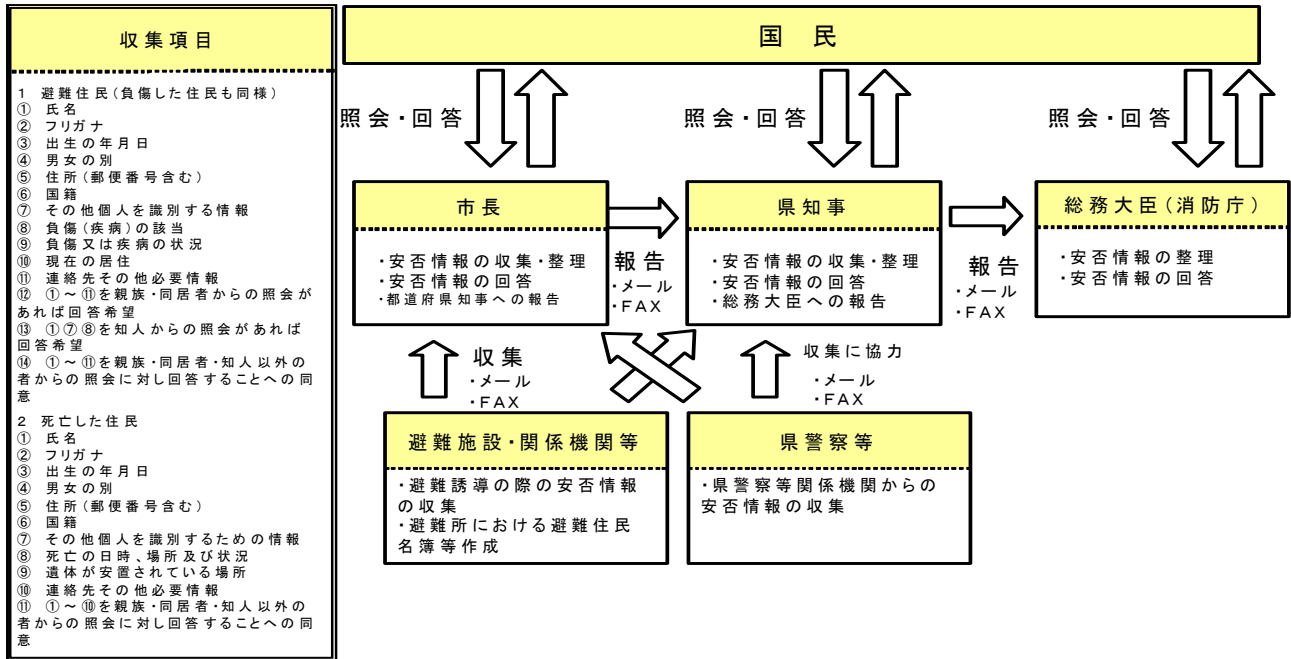 収集項目
1 避難住民(負傷した住民も同様)
① 氏名
② フリガナ
③ 出生の年月日
④ 男女の別
⑤ 住所(郵便番号含む)
⑥ 国籍
⑦ その他個人を識別する情報
⑧ 負傷(疾病)の該当
⑨ 負傷又は疾病の状況
⑩ 現在の居住
⑪ 連絡先その他必要情報
⑫ ①~⑪を親族・同居者からの照会が
あれば回答希望
⑬ ①⑦⑧を知人からの照会があれば
回答希望
⑭ ①~⑪を親族・同居者・知人以外の
者からの照会に対し回答することへの同
意
2 死亡した住民
① 氏名
② フリガナ
③ 出生の年月日
④ 男女の別
⑤ 住所(郵便番号含む)
⑥ 国籍
⑦ その他個人を識別するための情報
⑧ 死亡の日時、場所及び状況
⑨ 遺体が安置されている場所
⑩ 連絡先その他必要情報
⑪ ①~⑩を親族・同居者・知人以外の
者からの照会に対し回答することへの同
意
国 民
照会・回答
照会・回答
照会・回答
市長
・安否情報の収集・整理
・安否情報の回答
・都道府県知事への報告
報告
・メール
・FAX
県知事
・安否情報の収集・整理
・安否情報の回答
・総務大臣への報告
報告
・メール
・FAX
総務大臣(消防庁)
・安否情報の整理
・安否情報の回答
収集
・メール
・FAX
収集に協力
・メール
・FAX
避難施設・関係機関等
・避難誘導の際の安否情報
の収集
・避難所における避難住民
名簿等作成
県警察等
・県警察等関係機関からの
安否情報の収集